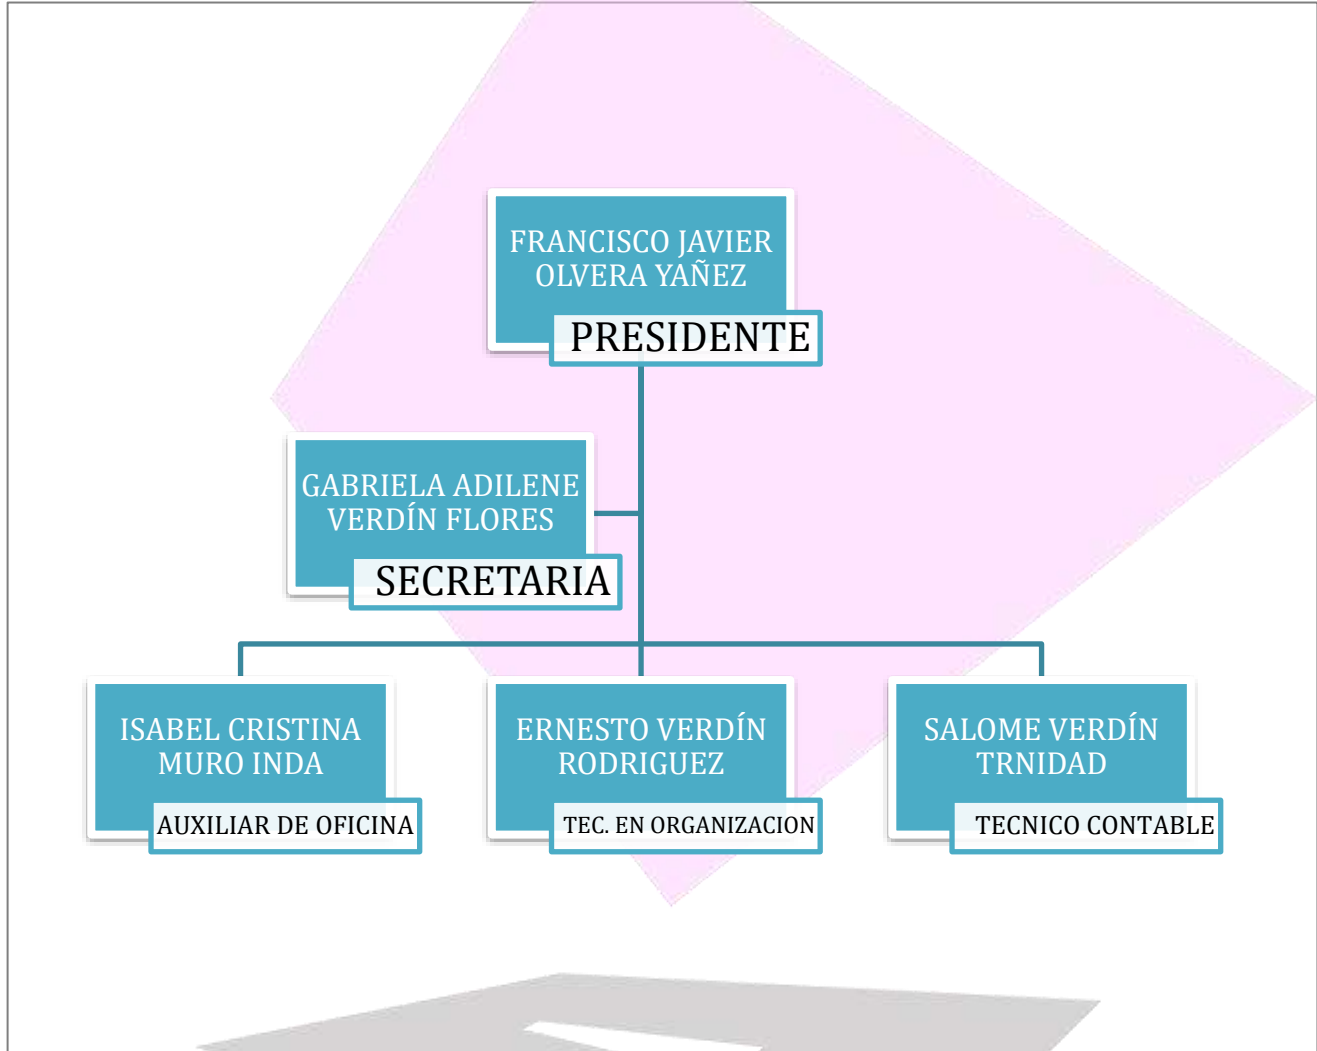 FRANCISCO JAVIER
OLVERA YAÑEZ
PRESIDENTE
GABRIELA ADILENE
VERDÍN FLORES
SECRETARIA
ISABEL CRISTINA
MURO INDA
AUXILIAR DE OFICINA
ERNESTO VERDÍN
RODRIGUEZ
TEC. EN ORGANIZACION
SALOME VERDÍN
TRNIDAD
TECNICO CONTABLE